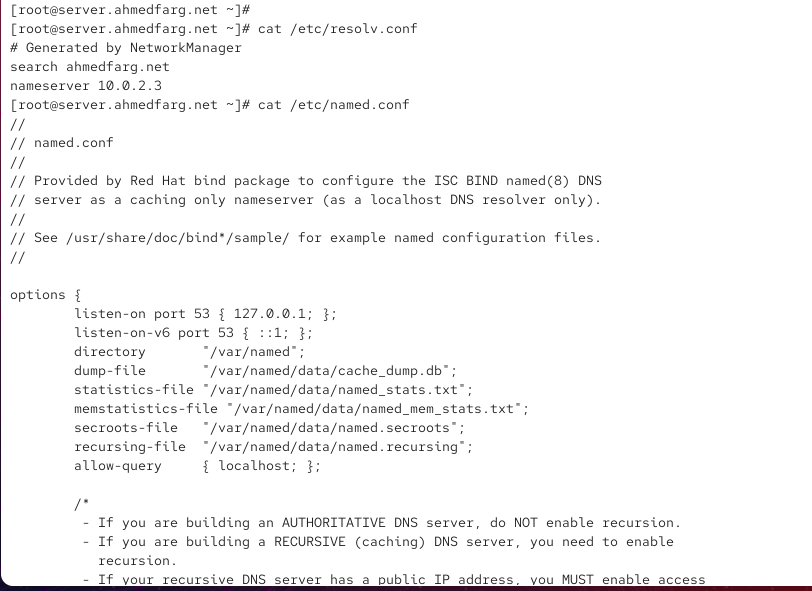 [root@server.ahmedfarg.net ~]#
[root@server.ahmedfarg.net ~]# cat /etc/resolv.conf
# Generated by NetworkManager
search ahmedfarg.net
nameserver 10.0.2.3
[root@server.ahmedfarg.net ~]# cat /etc/named.conf
//
// named.conf
//
// Provided by Red Hat bind package to configure the ISC BIND named(8) DNS
// server as a caching only nameserver (as a localhost DNS resolver only).
//
// See /usr/share/doc/bind*/sample/ for example named configuration files.
//

options {
        listen-on port 53 { 127.0.0.1; };
        listen-on-v6 port 53 { ::1; };
        directory       "/var/named";
        dump-file       "/var/named/data/cache_dump.db";
        statistics-file "/var/named/data/named_stats.txt";
        memstatistics-file "/var/named/data/named_mem_stats.txt";
        secroots-file   "/var/named/data/named.secroots";
        recursing-file  "/var/named/data/named.recursing";
        allow-query     { localhost; };

        /*
         - If you are building an AUTHORITATIVE DNS server, do NOT enable recursion.
         - If you are building a RECURSIVE (caching) DNS server, you need to enable
           recursion.
         - If your recursive DNS server has a public IP address, you MUST enable access